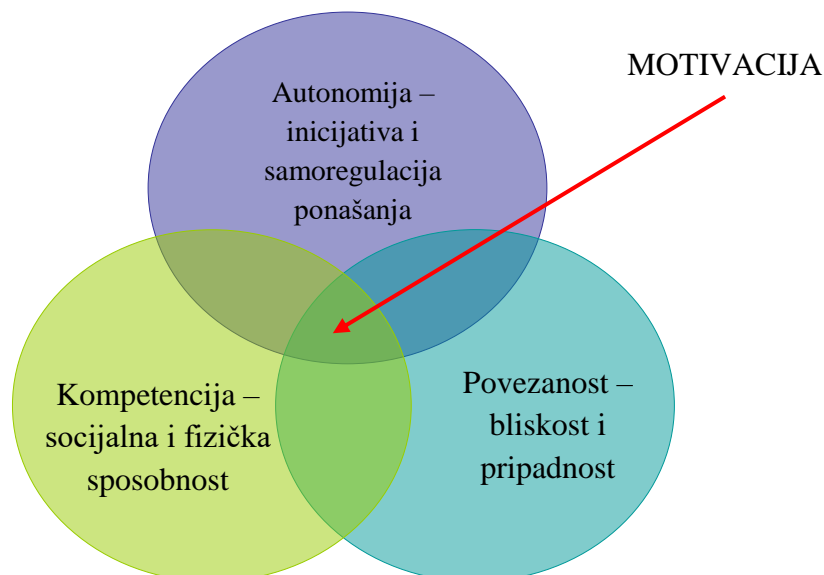 MOTIVACIJA
Autonomija –
inicijativa i
samoregulacija
ponašanja
Kompetencija –
socijalna i fizička
sposobnost
Povezanost –
bliskost i
pripadnost